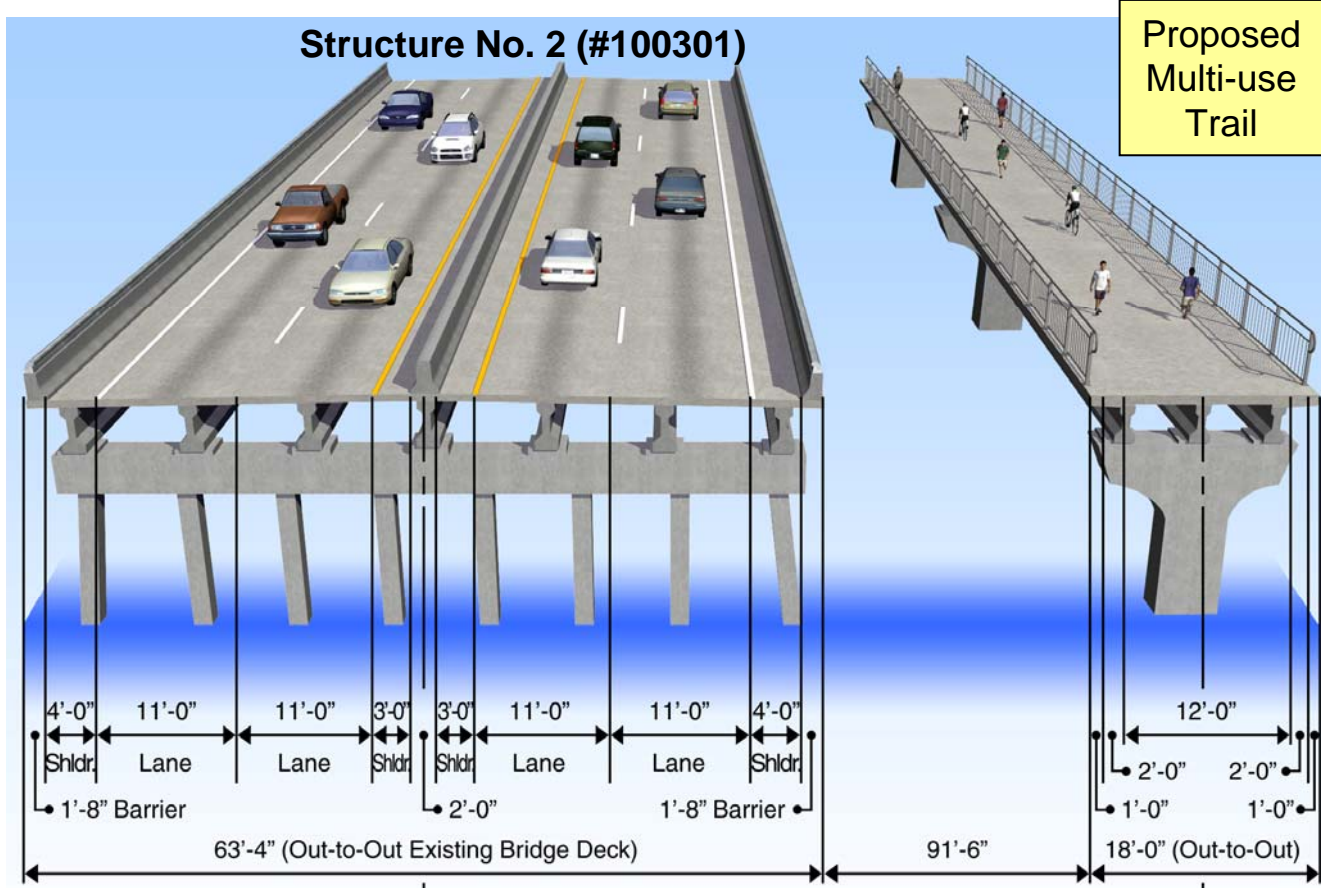 Structure No. 2 (#100301)
Proposed
Multi-use
Trail
4’-0” 11’-0” 11’-0” 3’-0” 3’-0” 11’-0” 11’-0” 4’-0” 12’-0”
Shldr. Lane Lane Shldr. Shldr. Lane Lane Shldr. 2’-0” 2’-0”
1’-8” Barrier 2’-0” 1’-8” Barrier 1’-0” 1’-0”
63’-4” (Out-to-Out Existing Bridge Deck) 91’-6” 18’-0” (Out-to-Out)